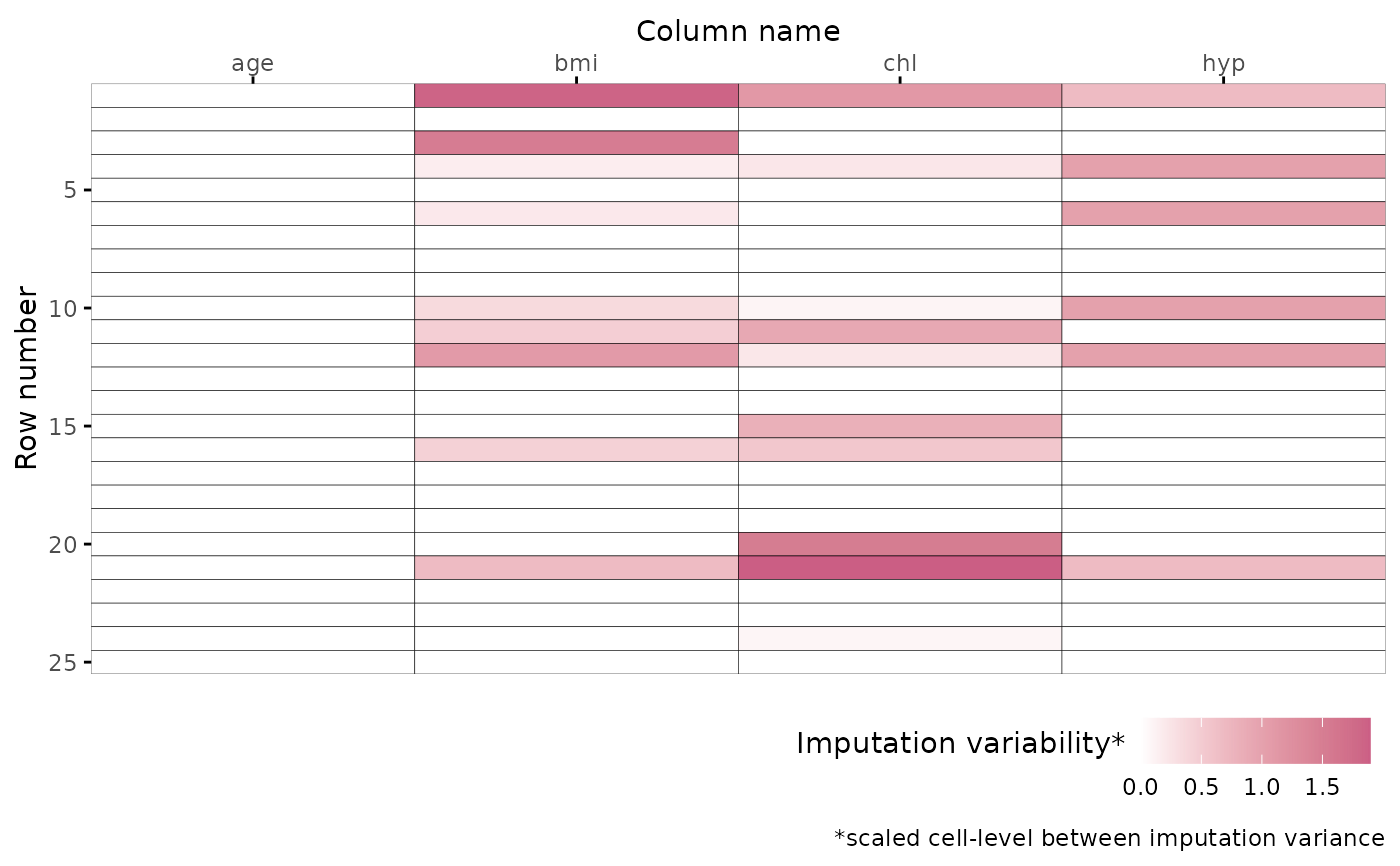 Column name
age bmi chl hyp
Row number
5
10
15
20
25
Imputation variability*
0.0 0.5 1.0 1.5
*scaled cell-level between imputation variance